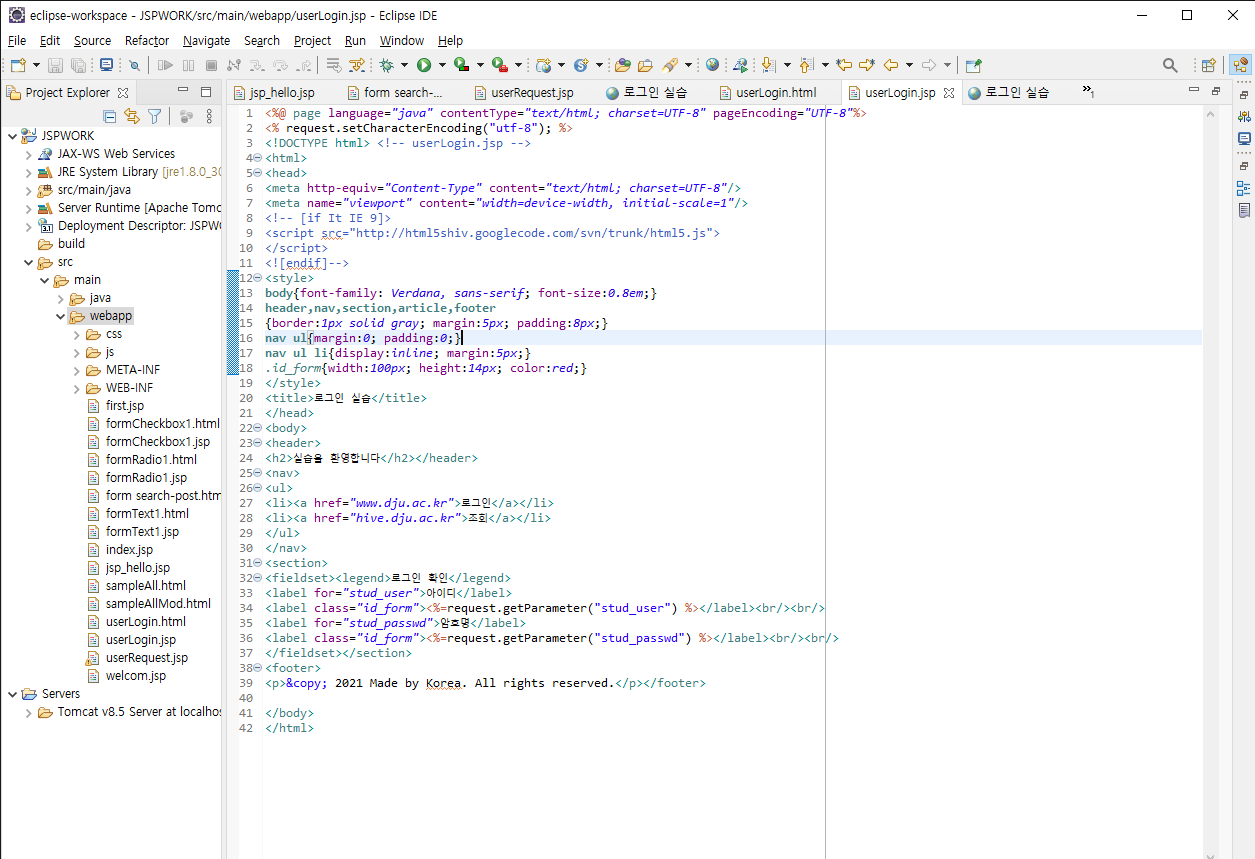 eclipse-workspace - JSPWORK/src/main/webapp/userLogin.jsp - Eclipse IDE
File Edit Source Refactor Navigate Search Project Run Window Help
Project Explorer
jsp_hello.jsp form search-... userRequest.jsp 로그인 실습 userLogin.html userLogin.jsp 로그인 실습 »1
JSPWORK
JAX-WS Web Services
JRE System Library [jre1.8.0_30
src/main/java
Server Runtime [Apache Tomc
Deployment Descriptor: JSPW
build
src
main
java
webapp
css
js
META-INF
WEB-INF
first.jsp
formCheckbox1.html
formCheckbox1.jsp
formRadio1.html
formRadio1.jsp
form search-post.htm
formText1.html
formText1.jsp
index.jsp
jsp_hello.jsp
sampleAll.html
sampleAllMod.html
userLogin.html
userLogin.jsp
userRequest.jsp
welcom.jsp
Servers
Tomcat v8.5 Server at localhos
1 <%@ page language="java" contentType="text/html; charset=UTF-8" pageEncoding="UTF-8"%>
2 <% request.setCharacterEncoding("utf-8"); %>
3 <!DOCTYPE html> <!-- userLogin.jsp -->
4 <html>
5 <head>
6 <meta http-equiv="Content-Type" content="text/html; charset=UTF-8"/>
7 <meta name="viewport" content="width=device-width, initial-scale=1"/>
8 <!-- [if It IE 9]>
9 <script src="http://html5shiv.googlecode.com/svn/trunk/html5.js">
10 </script>
11 <![endif]-->
12 <style>
13 body{font-family: Verdana, sans-serif; font-size:0.8em;}
14 header,nav,section,article,footer
15 {border:1px solid gray; margin:5px; padding:8px;}
16 nav ul{margin:0; padding:0;}
17 nav ul li{display:inline; margin:5px;}
18 .id_form{width:100px; height:14px; color:red;}
19 </style>
20 <title>로그인 실습</title>
21 </head>
22 <body>
23 <header>
24 <h2>실습을 환영합니다</h2></header>
25 <nav>
26 <ul>
27 <li><a href="www.dju.ac.kr">로그인</a></li>
28 <li><a href="hive.dju.ac.kr">조회</a></li>
29 </ul>
30 </nav>
31 <section>
32 <fieldset><legend>로그인 확인</legend>
33 <label for="stud_user">아이디</label>
34 <label class="id_form"><%=request.getParameter("stud_user") %></label><br/><br/>
35 <label for="stud_passwd">암호명</label>
36 <label class="id_form"><%=request.getParameter("stud_passwd") %></label><br/><br/>
37 </fieldset></section>
38 <footer>
39 <p>&copy; 2021 Made by Korea. All rights reserved.</p></footer>
40
41 </body>
42 </html>